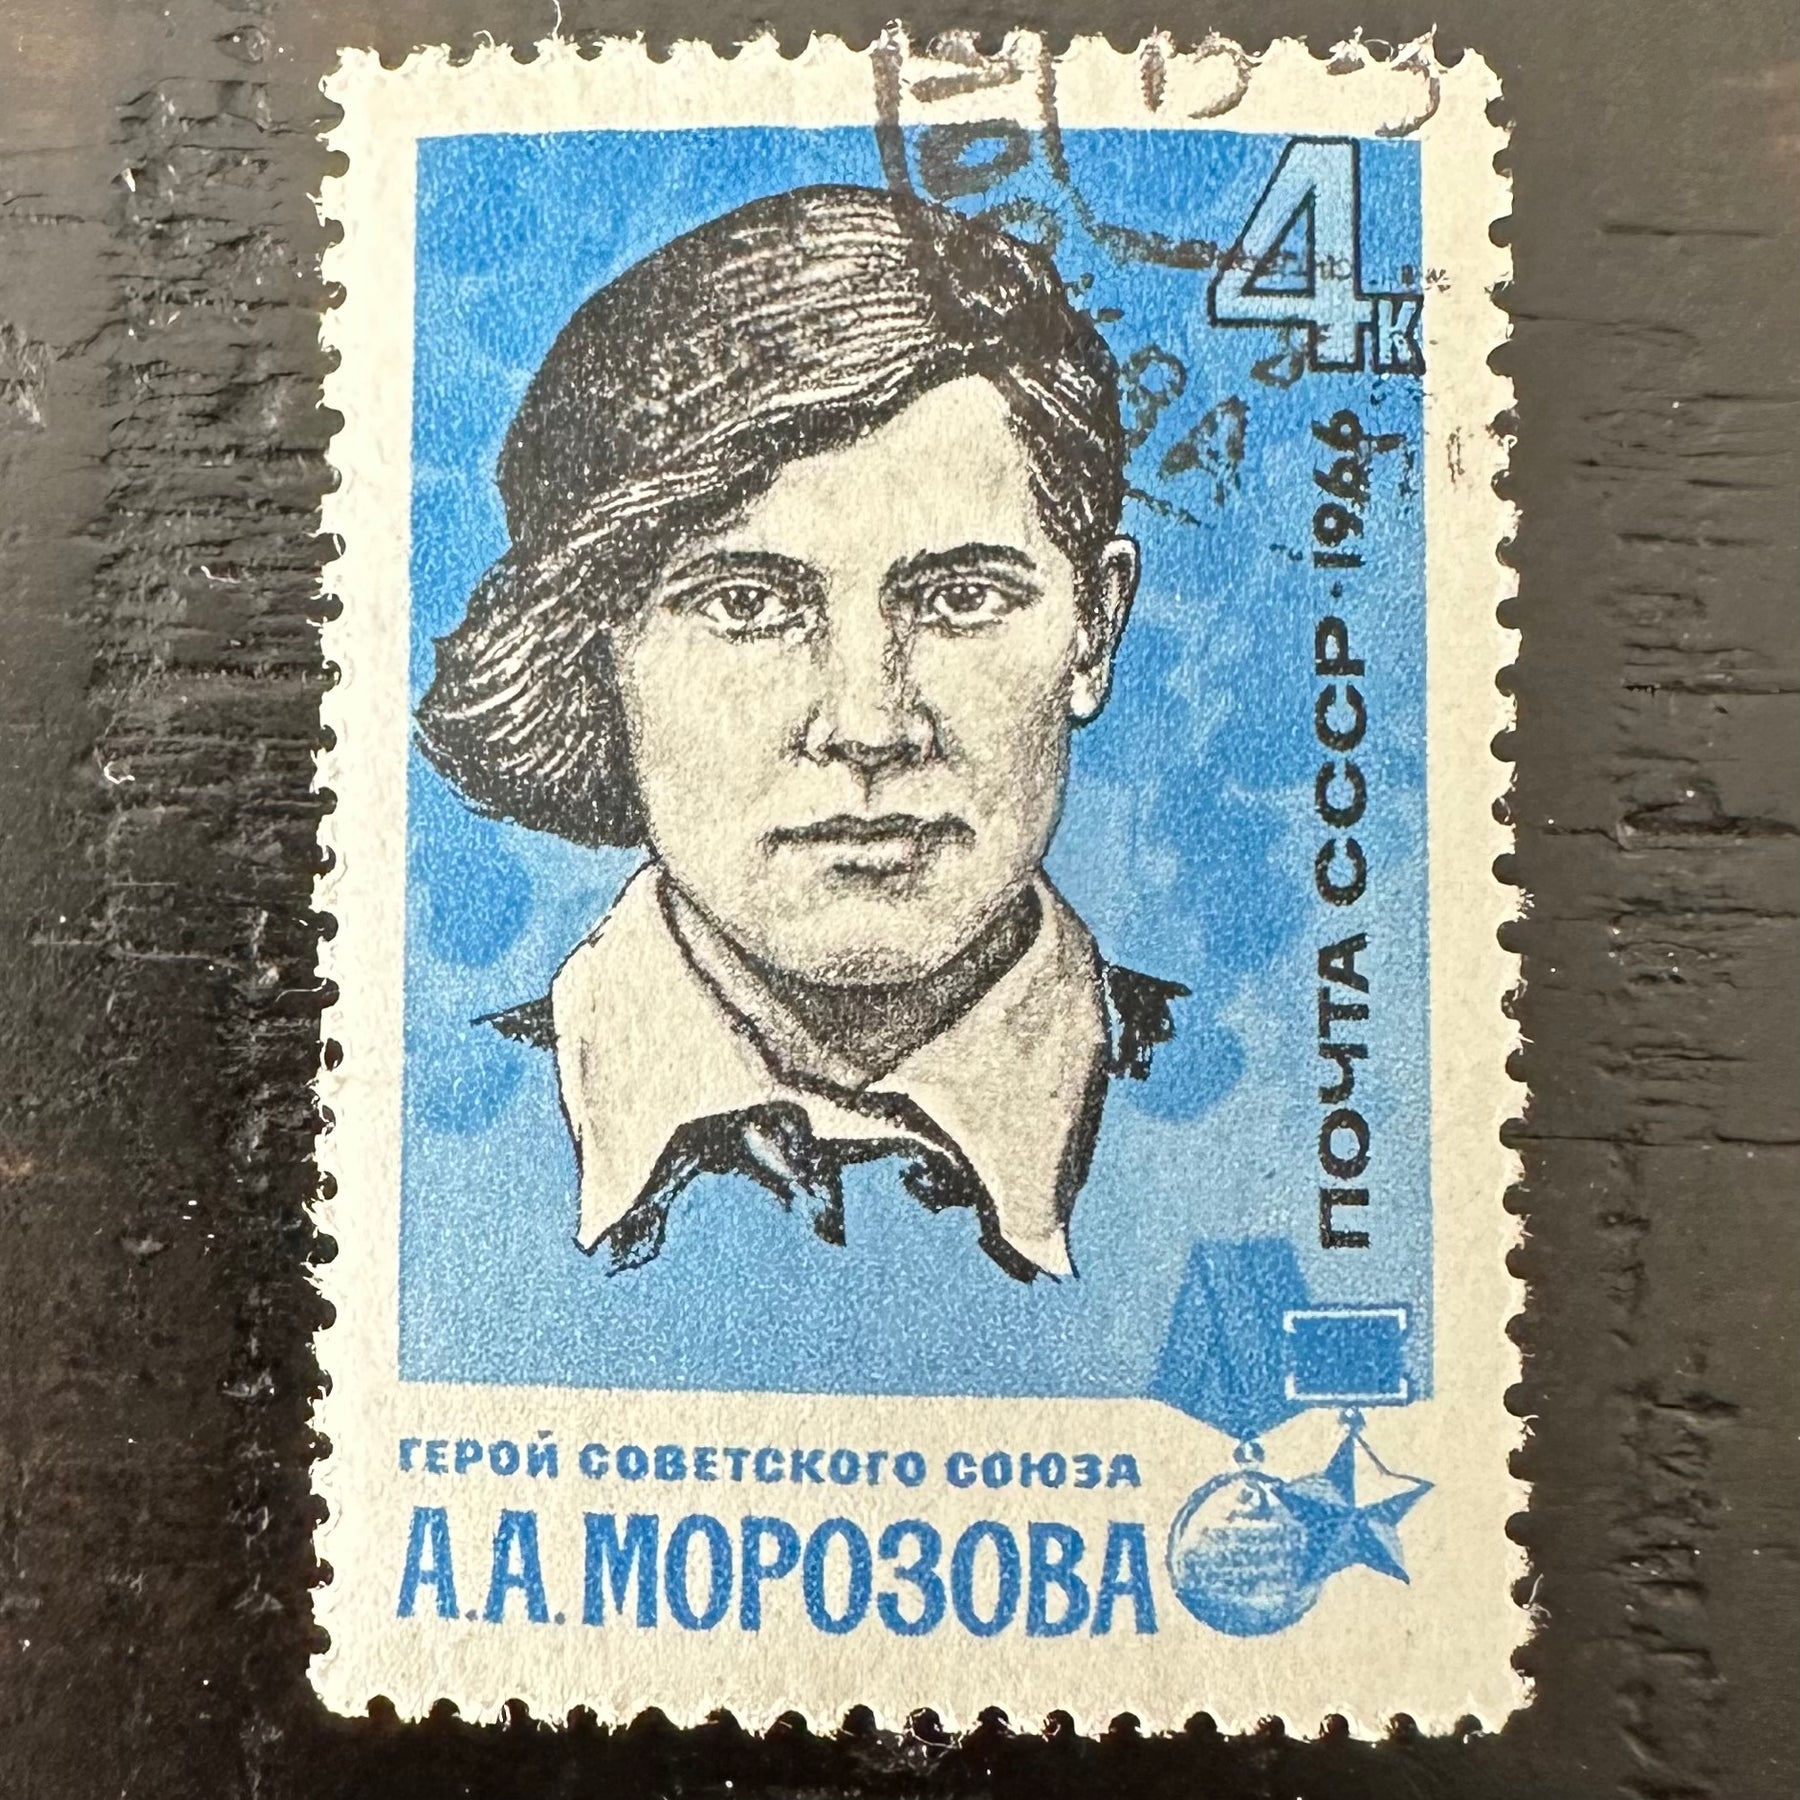 4к
ПОЧТА СССР·1966
ГЕРОЙ СОВЕТСКОГО СОЮЗА
А.А.МОРОЗОВА